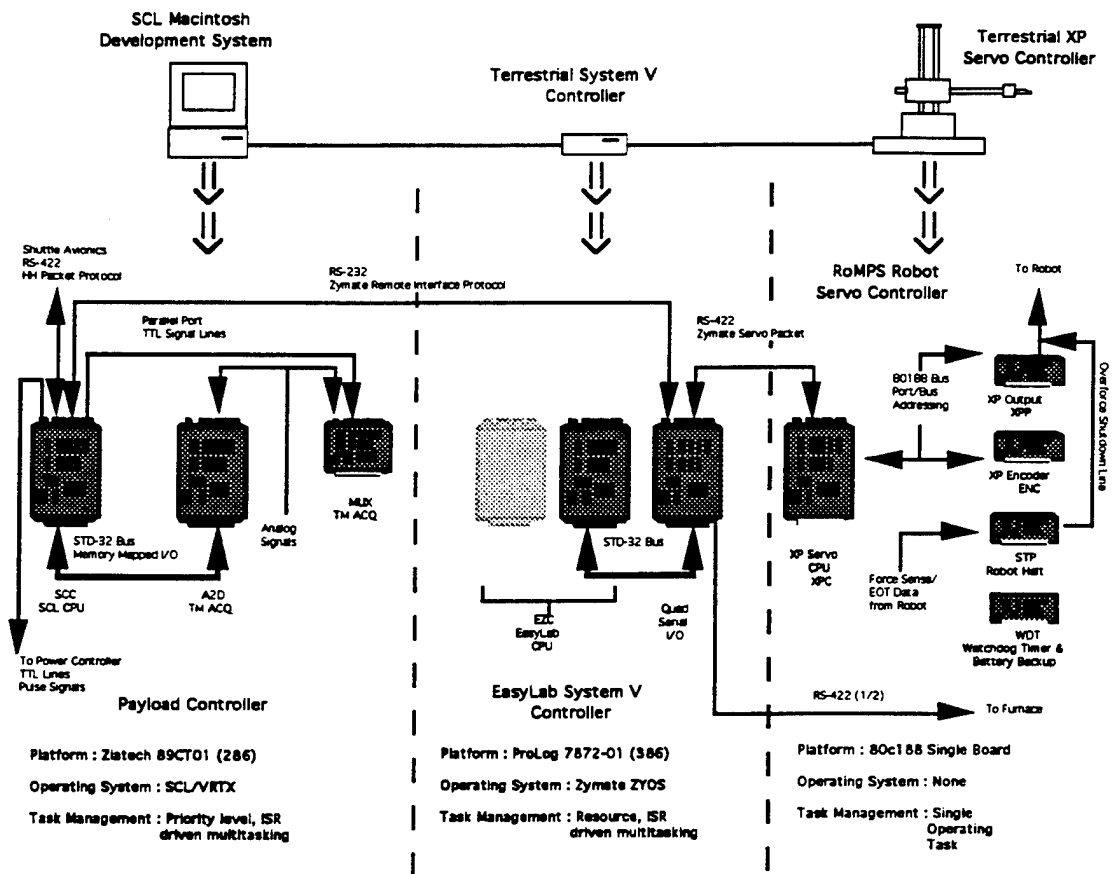 SCL Macintosh
Development System
Terrestrial System V
Controller
Terrestrial XP
Servo Controller
Shuttle Avionics
RS-422
HH Packet Protocol
RS-232
Zymate Remote Interface Protocol
Parallel Port
TTL Signal Lines
RoMPS Robot
Servo Controller
To Robot
RS-422
Zymate Servo Packet
80188 Bus
Port/Bus
Addressing
XP Output
XPP
Overforce Shutdown Line
XP Encoder
ENC
MUX
TM ACQ
Analog
Signals
STD-32 Bus
Memory Mapped I/O
SCC
SCL CPU
A2D
TM ACQ
STD-32 Bus
EZC
EasyLab
CPU
Quad
Serial
I/O
XP Servo
CPU
XPC
Force Sense/
EOT Data
from Robot
STP
Robot Halt
WDT
Watchdog Timer &
Battery Backup
To Power Controller
TTL Lines
Pulse Signals
RS-422 (1/2)
To Furnace
Payload Controller
Platform : Ziatech 89CT01 (286)
Operating System : SCL/VRTX
Task Management : Priority level, ISR
driven multitasking
EasyLab System V
Controller
Platform : ProLog 7872-01 (386)
Operating System : Zymate ZYOS
Task Management : Resource, ISR
driven multitasking
Platform : 80c188 Single Board
Operating System : None
Task Management : Single
Operating
Task